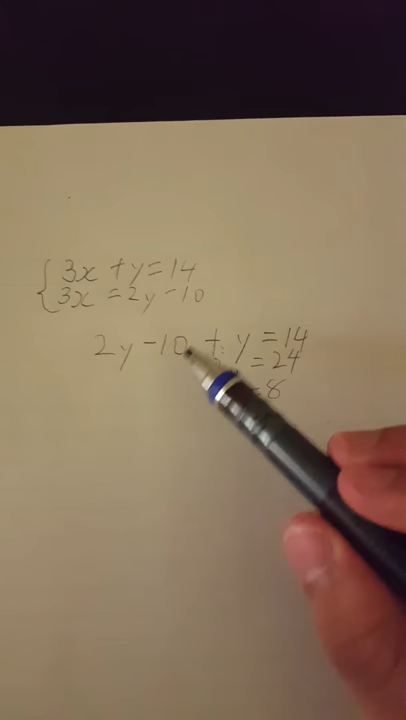 3x + y = 14
3x = 2y - 10
2y - 10 + y = 14
= 24
= 8